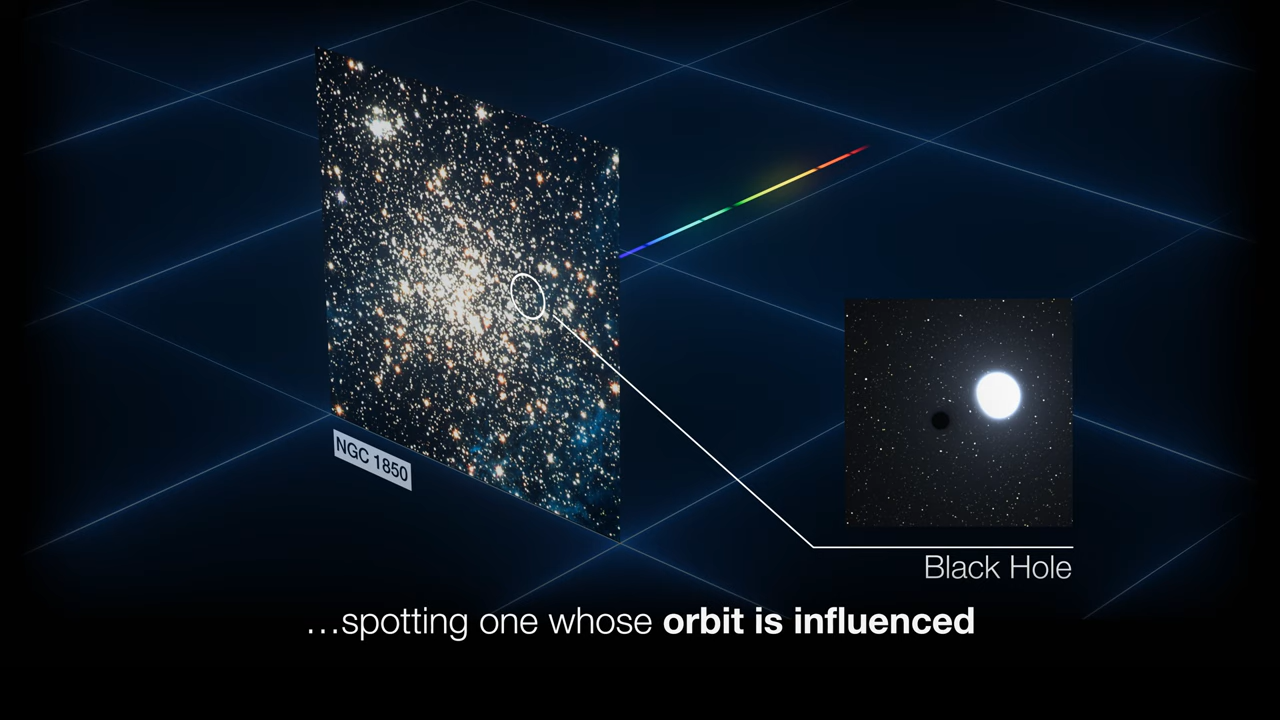 NGC 1850
Black Hole
…spotting one whose orbit is influenced